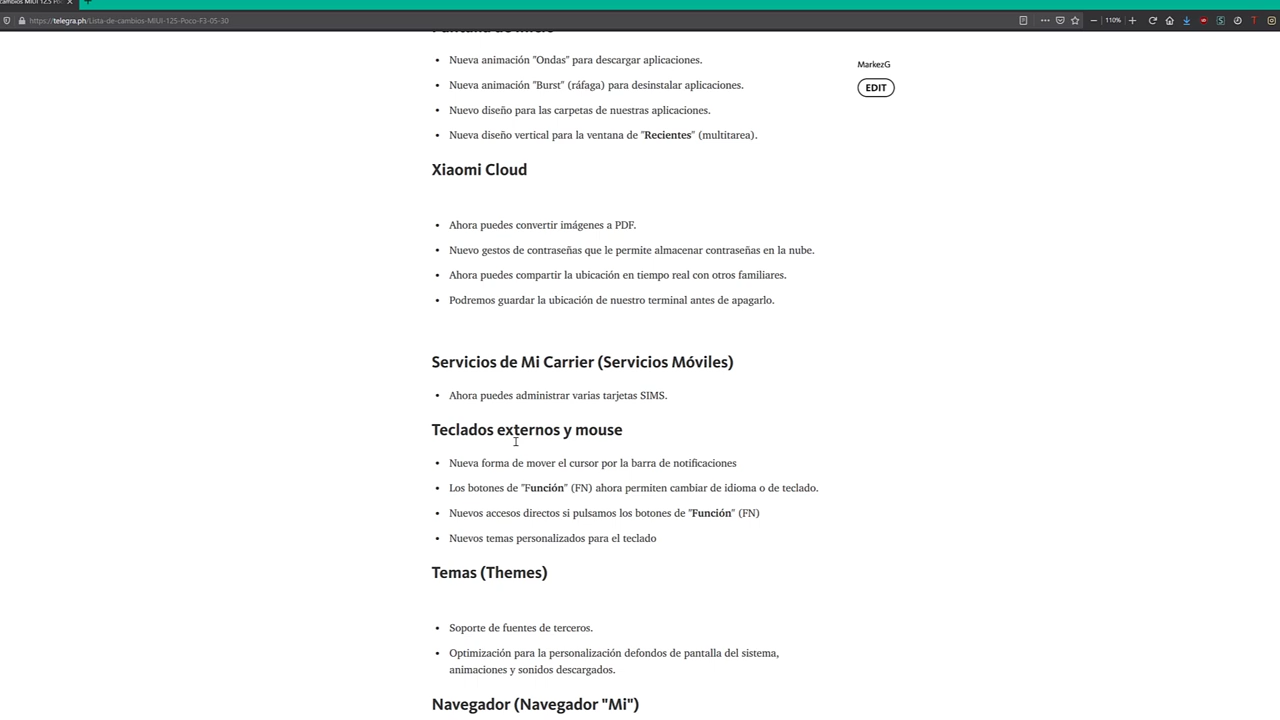 cambios MIUI 12.5 Po
https://telegra.ph/Lista-de-cambios-MIUI-125-Poco-F3-05-30
110%
Nueva animación "Ondas" para descargar aplicaciones.
MarkezG
Nueva animación "Burst" (ráfaga) para desinstalar aplicaciones.
EDIT
Nuevo diseño para las carpetas de nuestras aplicaciones.
Nueva diseño vertical para la ventana de "Recientes" (multitarea).
Xiaomi Cloud
Ahora puedes convertir imágenes a PDF.
Nuevo gestos de contraseñas que le permite almacenar contraseñas en la nube.
Ahora puedes compartir la ubicación en tiempo real con otros familiares.
Podremos guardar la ubicación de nuestro terminal antes de apagarlo.
Servicios de Mi Carrier (Servicios Móviles)
Ahora puedes administrar varias tarjetas SIMS.
Teclados externos y mouse
Nueva forma de mover el cursor por la barra de notificaciones
Los botones de "Función" (FN) ahora permiten cambiar de idioma o de teclado.
Nuevos accesos directos si pulsamos los botones de "Función" (FN)
Nuevos temas personalizados para el teclado
Temas (Themes)
Soporte de fuentes de terceros.
Optimización para la personalización defondos de pantalla del sistema,
animaciones y sonidos descargados.
Navegador (Navegador "Mi")